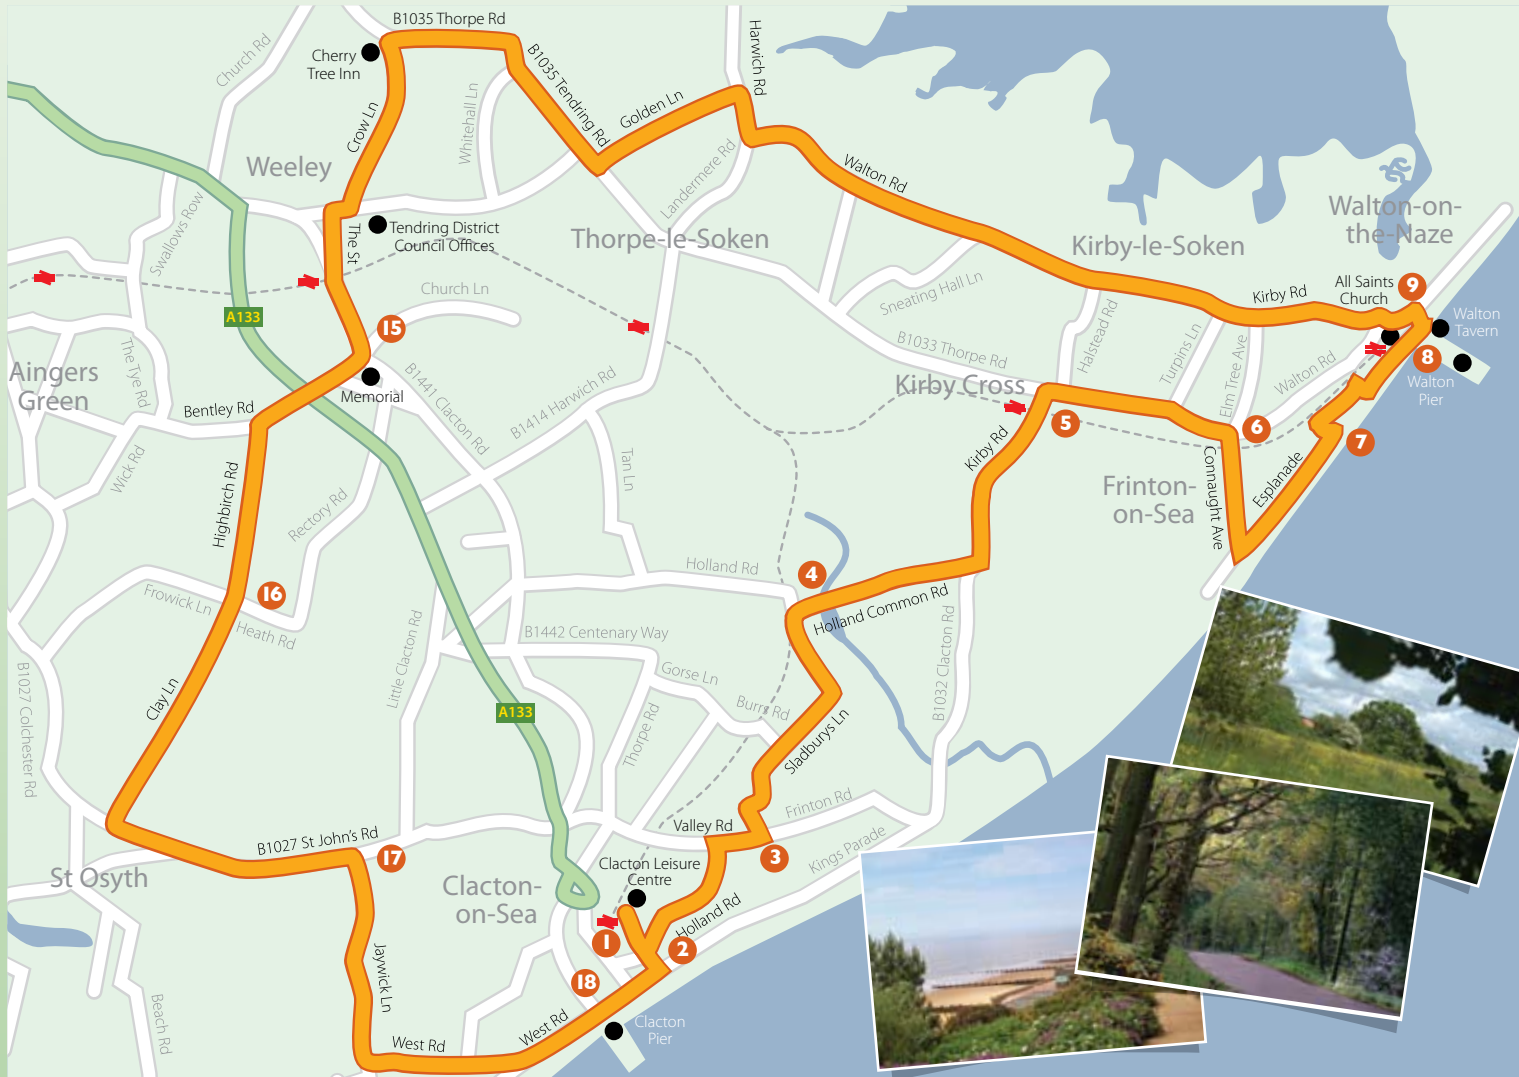 B1035 Thorpe Rd
Cherry
Tree Inn
Church Rd
Harwich Rd
B1035 Tendring Rd
Golden Ln
Crow Ln
Whitehall Ln
Weeley
Landermere Rd
Walton Rd
Swallows Row
The St
Tendring District
Council Offices
Thorpe-le-Soken
Kirby-le-Soken
Walton-on-
the-Naze
Sneating Hall Ln
Church Ln
All Saints
Church
9
Kirby Rd
A133
15
Walton
Tavern
B1033 Thorpe Rd
Halstead Rd
Turpins Ln
Elm Tree Ave
Walton Rd
8
Walton
Pier
Aingers
Green
The Tye Rd
Memorial
B1441 Clacton Rd
B1414 Harwich Rd
Kirby Cross
5
6
7
Bentley Rd
Wick Rd
Kirby Rd
Tan Ln
Highbirch Rd
Rectory Rd
Connaught Ave
Esplanade
Frinton-
on-Sea
Holland Rd
4
16
Frowick Ln
Heath Rd
Holland Common Rd
B1442 Centenary Way
Little Clacton Rd
B1032 Clacton Rd
Gorse Ln
B1027 Colchester Rd
Clay Ln
Burrs Rd
A133
Thorpe Rd
Sladburys Ln
Frinton Rd
Valley Rd
B1027 St John's Rd
17
3
Kings Parade
St Osyth
Clacton-
on-Sea
Clacton Leisure
Centre
Holland Rd
1
2
Jaywick Ln
18
Beach Rd
West Rd
West Rd
Clacton
Pier